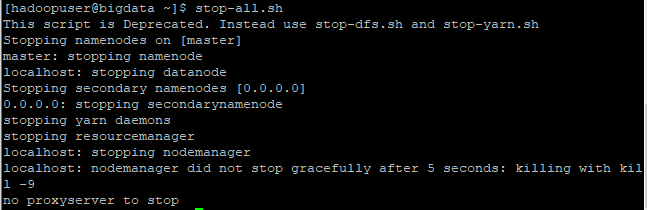 [hadoopuser@bigdata ~]$ stop-all.sh
This script is Deprecated. Instead use stop-dfs.sh and stop-yarn.sh
Stopping namenodes on [master]
master: stopping namenode
localhost: stopping datanode
Stopping secondary namenodes [0.0.0.0]
0.0.0.0: stopping secondarynamenode
stopping yarn daemons
stopping resourcemanager
localhost: stopping nodemanager
localhost: nodemanager did not stop gracefully after 5 seconds: killing with kil
l -9
no proxyserver to stop